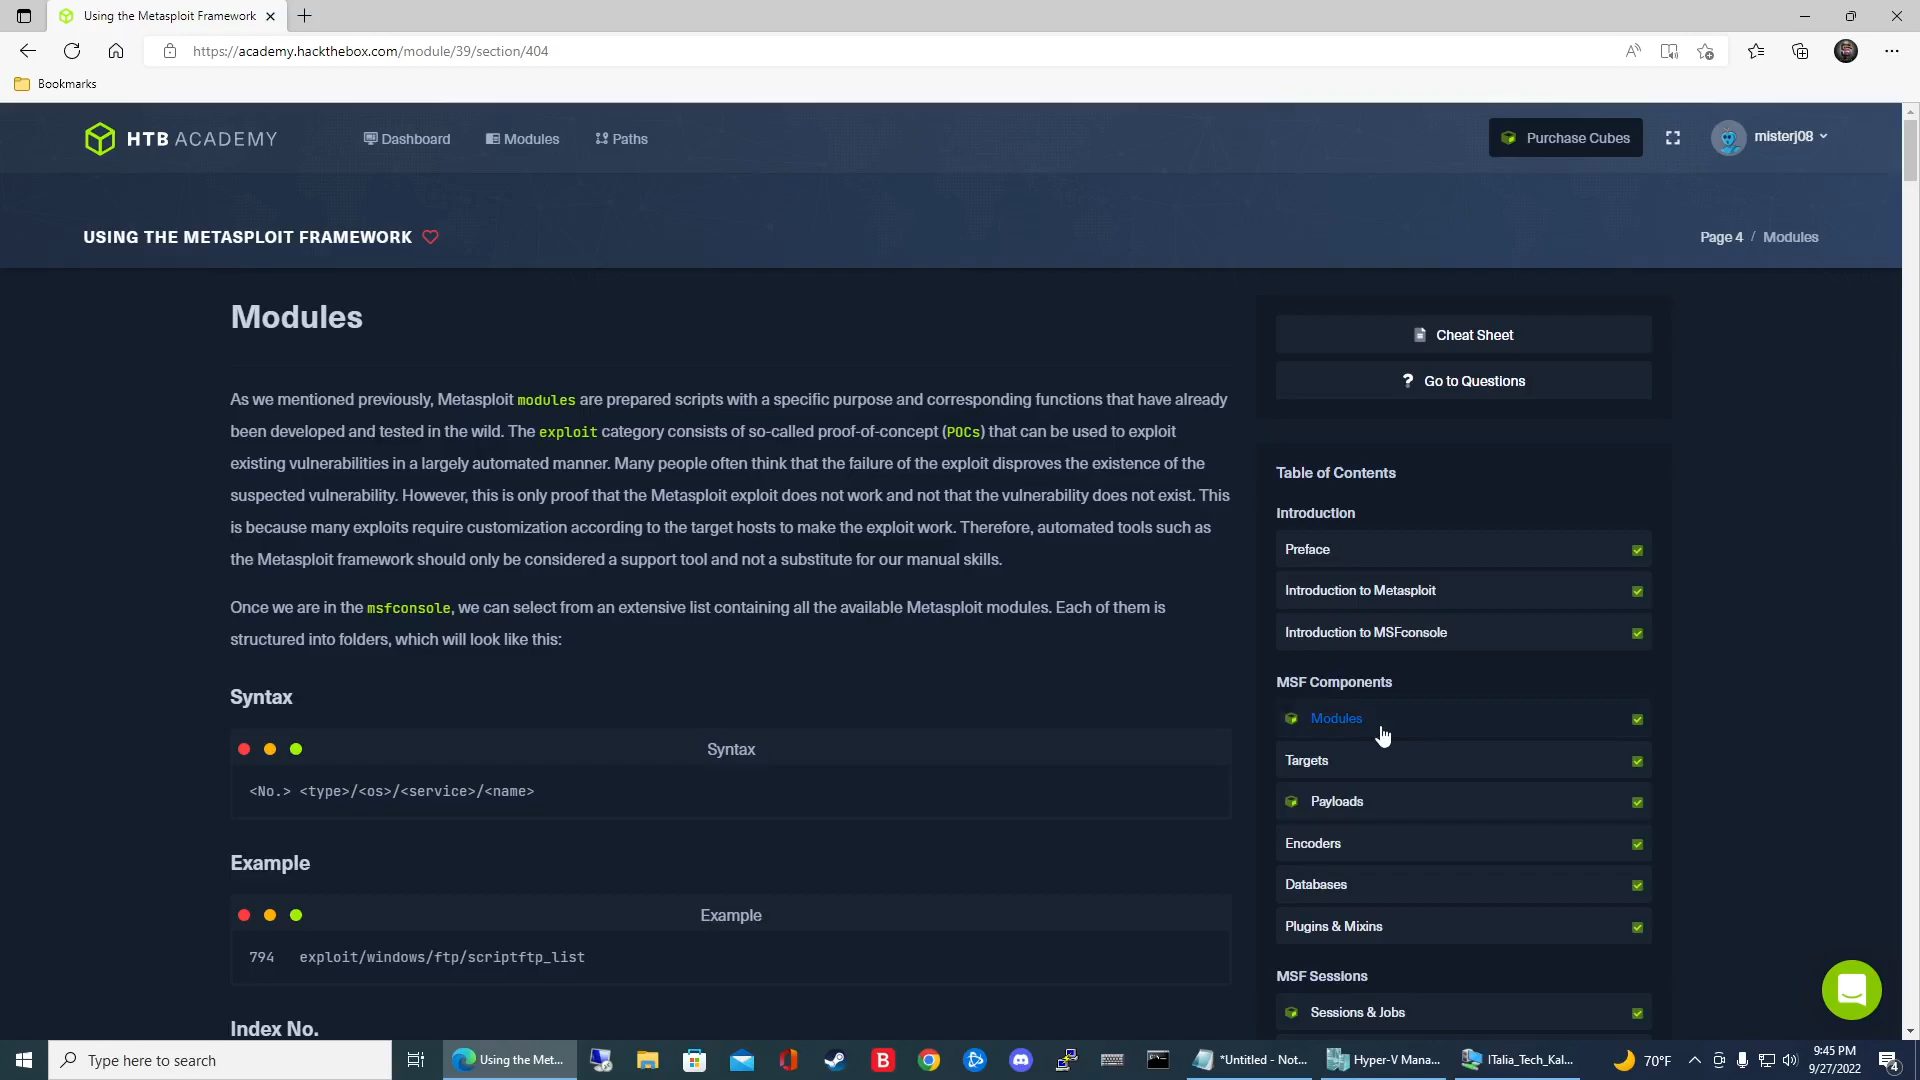 Using the Metasploit Framework
https://academy.hackthebox.com/module/39/section/404
Bookmarks
HTB ACADEMY
Dashboard
Modules
Paths
Purchase Cubes
misterj08
USING THE METASPLOIT FRAMEWORK
Page 4 / Modules
Modules
As we mentioned previously, Metasploit modules are prepared scripts with a specific purpose and corresponding functions that have already
been developed and tested in the wild. The exploit category consists of so-called proof-of-concept (POCs) that can be used to exploit
existing vulnerabilities in a largely automated manner. Many people often think that the failure of the exploit disproves the existence of the
suspected vulnerability. However, this is only proof that the Metasploit exploit does not work and not that the vulnerability does not exist. This
is because many exploits require customization according to the target hosts to make the exploit work. Therefore, automated tools such as
the Metasploit framework should only be considered a support tool and not a substitute for our manual skills.
Once we are in the msfconsole, we can select from an extensive list containing all the available Metasploit modules. Each of them is
structured into folders, which will look like this:
Syntax
Syntax
<No.> <type>/<os>/<service>/<name>
Example
Example
794 exploit/windows/ftp/scriptftp_list
Index No.
Cheat Sheet
? Go to Questions
Table of Contents
Introduction
Preface
Introduction to Metasploit
Introduction to MSFconsole
MSF Components
Modules
Targets
Payloads
Encoders
Databases
Plugins & Mixins
MSF Sessions
Sessions & Jobs
Type here to search
Using the Met...
B
*Untitled - Not...
Hyper-V Mana...
ITalia_Tech_Kal...
70°F
9:45 PM
9/27/2022
4